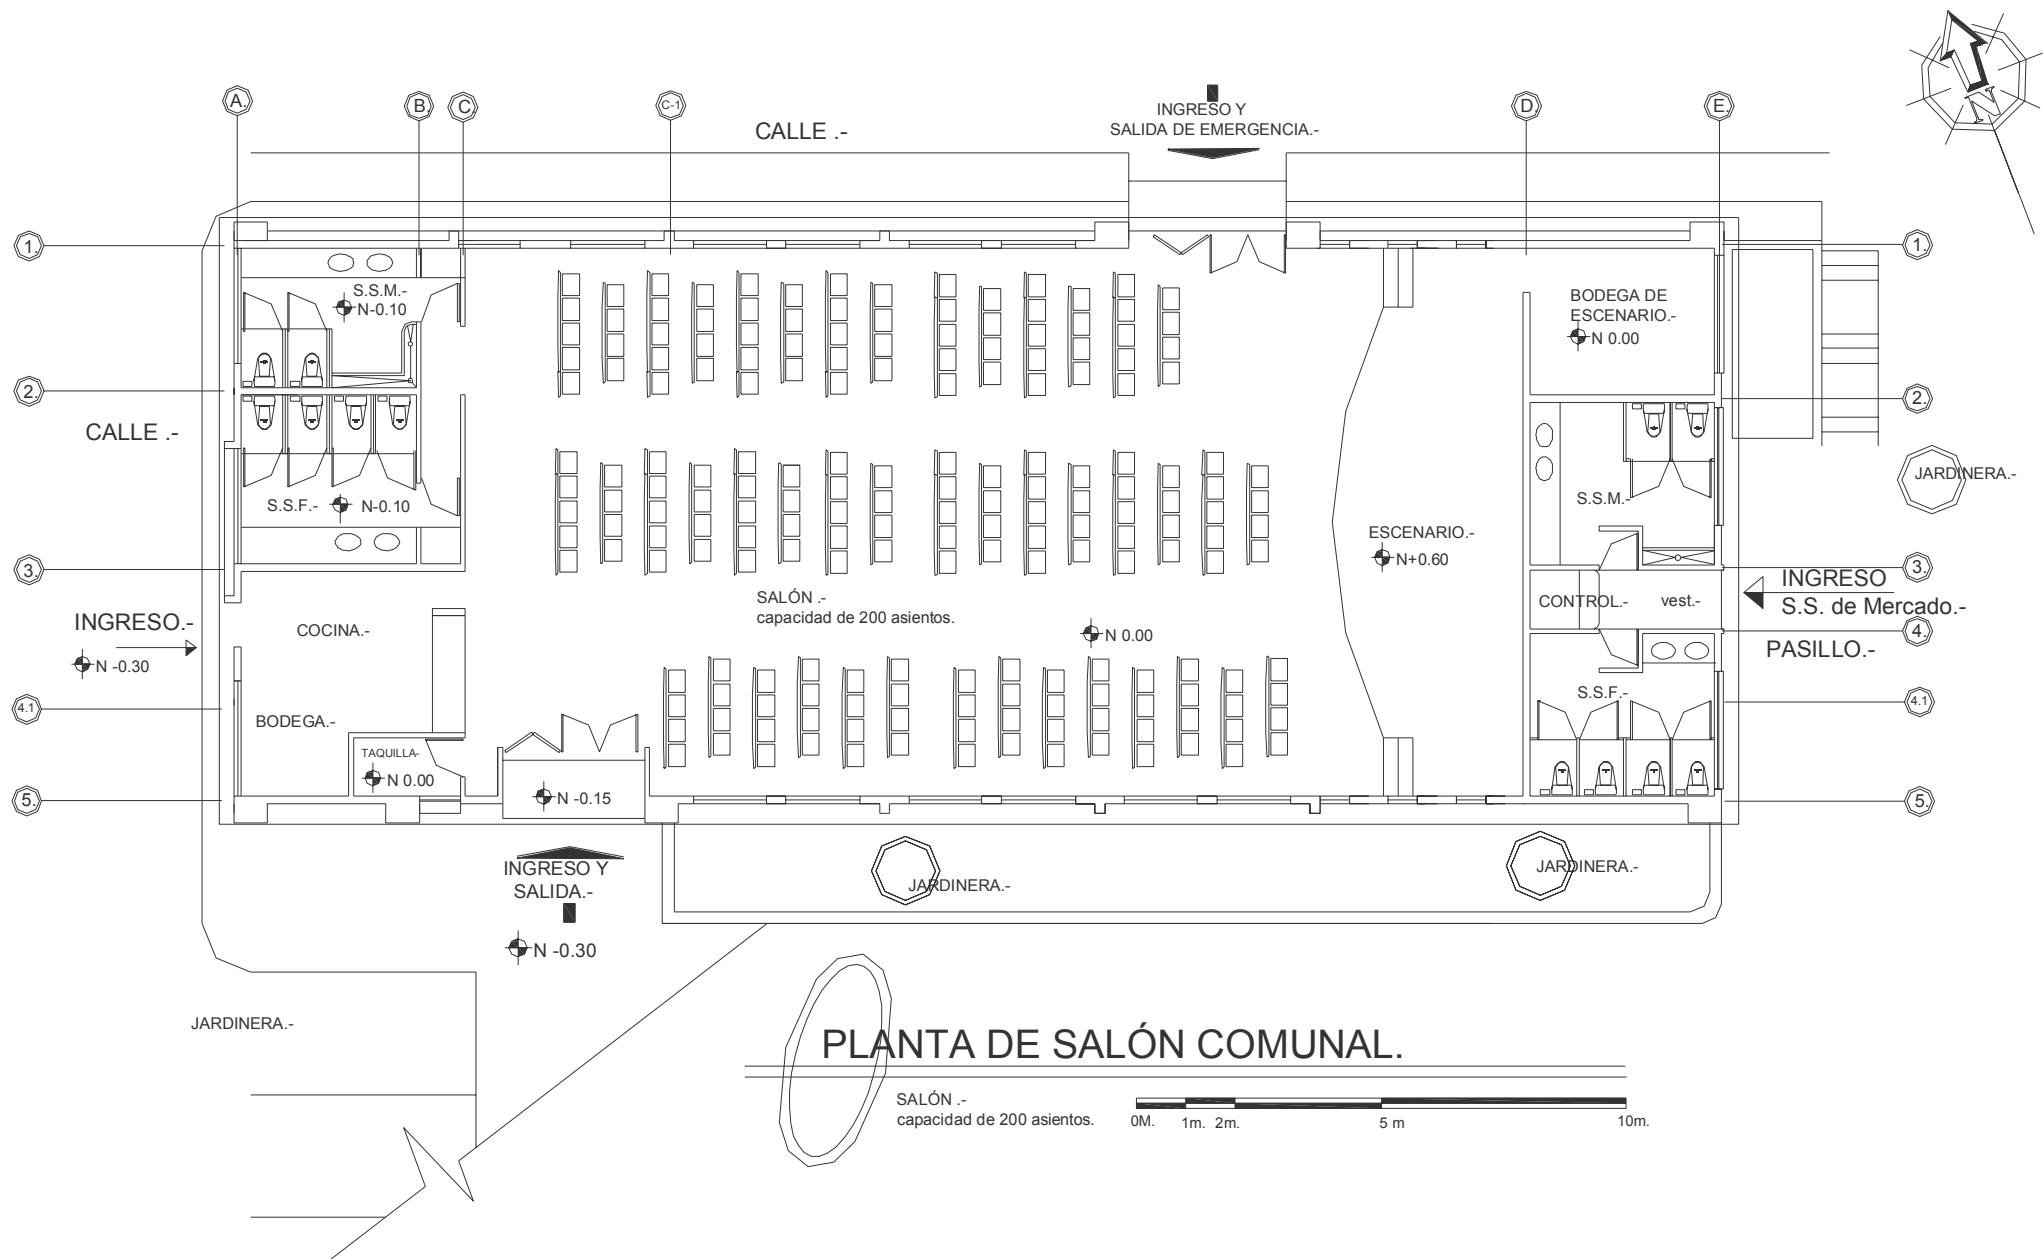 A.
B.
C
C-1
D
E.
N
CALLE .-
INGRESO Y
SALIDA DE EMERGENCIA.-
1.
1.
S.S.M.-
N-0.10
BODEGA DE
ESCENARIO.-
N 0.00
2.
2.
CALLE .-
S.S.F.-
N-0.10
S.S.M.-
JARDINERA.-
ESCENARIO.-
N+0.60
3.
3.
SALÓN .-
capacidad de 200 asientos.
N 0.00
CONTROL.-
vest.-
INGRESO
S.S. de Mercado.-
INGRESO.-
N -0.30
COCINA.-
4.
PASILLO.-
S.S.F.-
4.1
4.1
BODEGA.-
TAQUILLA-
N 0.00
N -0.15
5.
5.
INGRESO Y
SALIDA.-
N -0.30
JARDINERA.-
JARDINERA.-
JARDINERA.-
PLANTA DE SALÓN COMUNAL.
SALÓN .-
capacidad de 200 asientos.
0M.
1m.
2m.
5 m
10m.